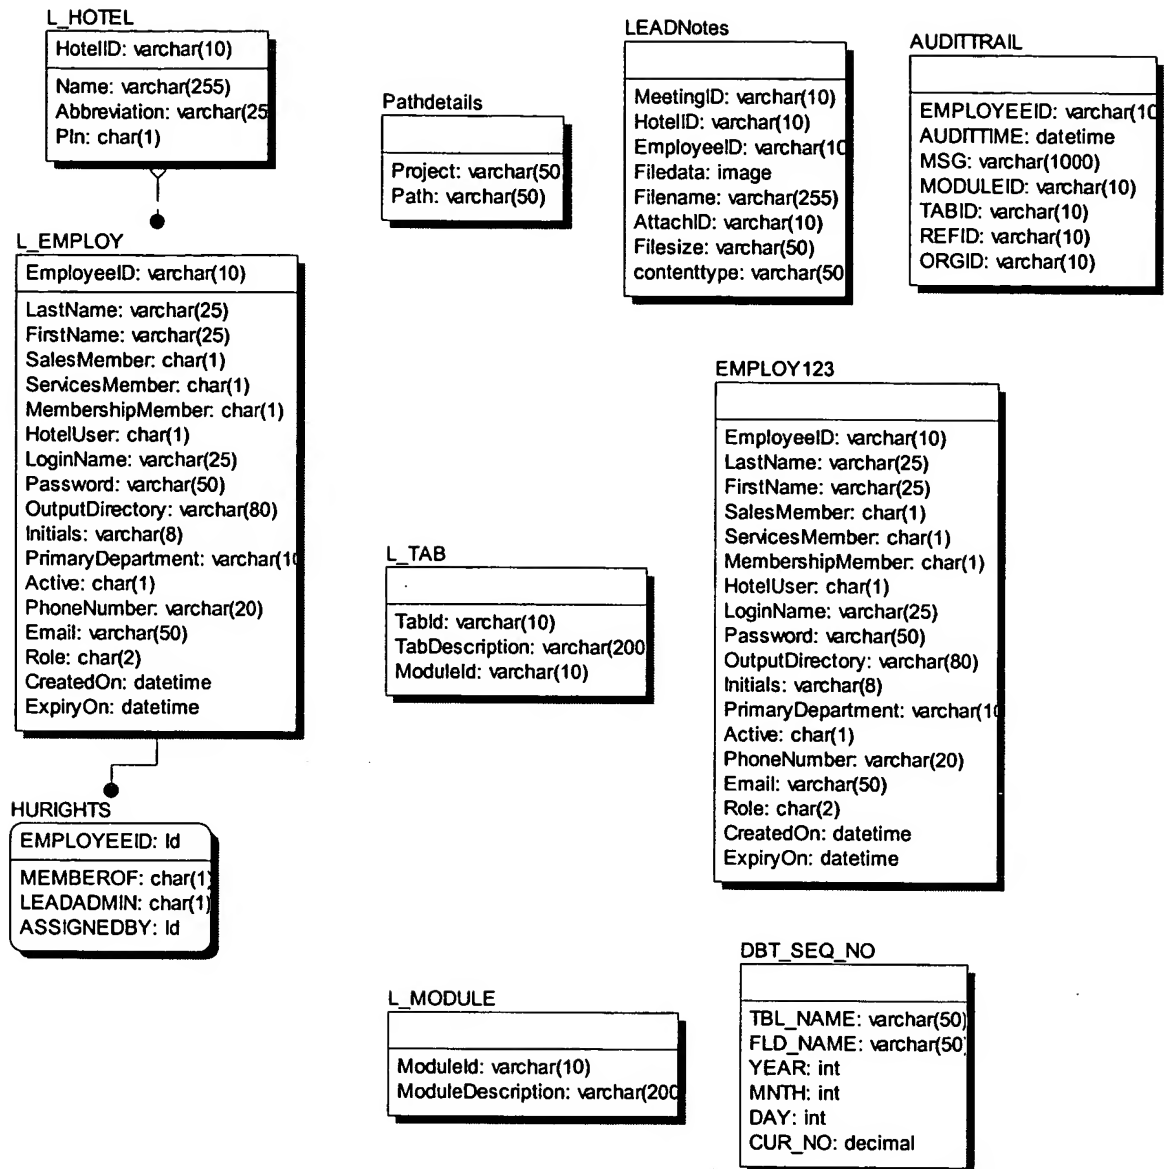 L_HOTEL
HotelID: varchar(10)
Name: varchar(255)
Abbreviation: varchar(25
Pin: char(1)
L_EMPLOY
EmployeeID: varchar(10)
LastName: varchar(25)
FirstName: varchar(25)
SalesMember: char(1)
ServicesMember: char(1)
MembershipMember: char(1)
HotelUser: char(1)
LoginName: varchar(25)
Password: varchar(50)
OutputDirectory: varchar(80)
Initials: varchar(8)
PrimaryDepartment: varchar(10
Active: char(1)
PhoneNumber: varchar(20)
Email: varchar(50)
Role: char(2)
CreatedOn: datetime
ExpiryOn: datetime
HURIGHTS
EMPLOYEEID: Id
MEMBEROF: char(1)
LEADADMIN: char(1)
ASSIGNEDBY: Id
Pathdetails
Project: varchar(50
Path: varchar(50)
L_TAB
TabId: varchar(10)
TabDescription: varchar(200
ModuleId: varchar(10)
L_MODULE
ModuleId: varchar(10)
ModuleDescription: varchar(200
LEADNotes
MeetingID: varchar(10)
HotelID: varchar(10)
EmployeeID: varchar(10
Filedata: image
Filename: varchar(255)
AttachID: varchar(10)
Filesize: varchar(50)
contenttype: varchar(50
AUDITTRAIL
EMPLOYEEID: varchar(10
AUDITTIME: datetime
MSG: varchar(1000)
MODULEID: varchar(10)
TABID: varchar(10)
REFID: varchar(10)
ORGID: varchar(10)
EMPLOY123
EmployeeID: varchar(10)
LastName: varchar(25)
FirstName: varchar(25)
SalesMember: char(1)
ServicesMember: char(1)
MembershipMember: char(1)
HotelUser: char(1)
LoginName: varchar(25)
Password: varchar(50)
OutputDirectory: varchar(80)
Initials: varchar(8)
PrimaryDepartment: varchar(10
Active: char(1)
PhoneNumber: varchar(20)
Email: varchar(50)
Role: char(2)
CreatedOn: datetime
ExpiryOn: datetime
DBT_SEQ_NO
TBL_NAME: varchar(50)
FLD_NAME: varchar(50)
YEAR: int
MNTH: int
DAY: int
CUR_NO: decimal